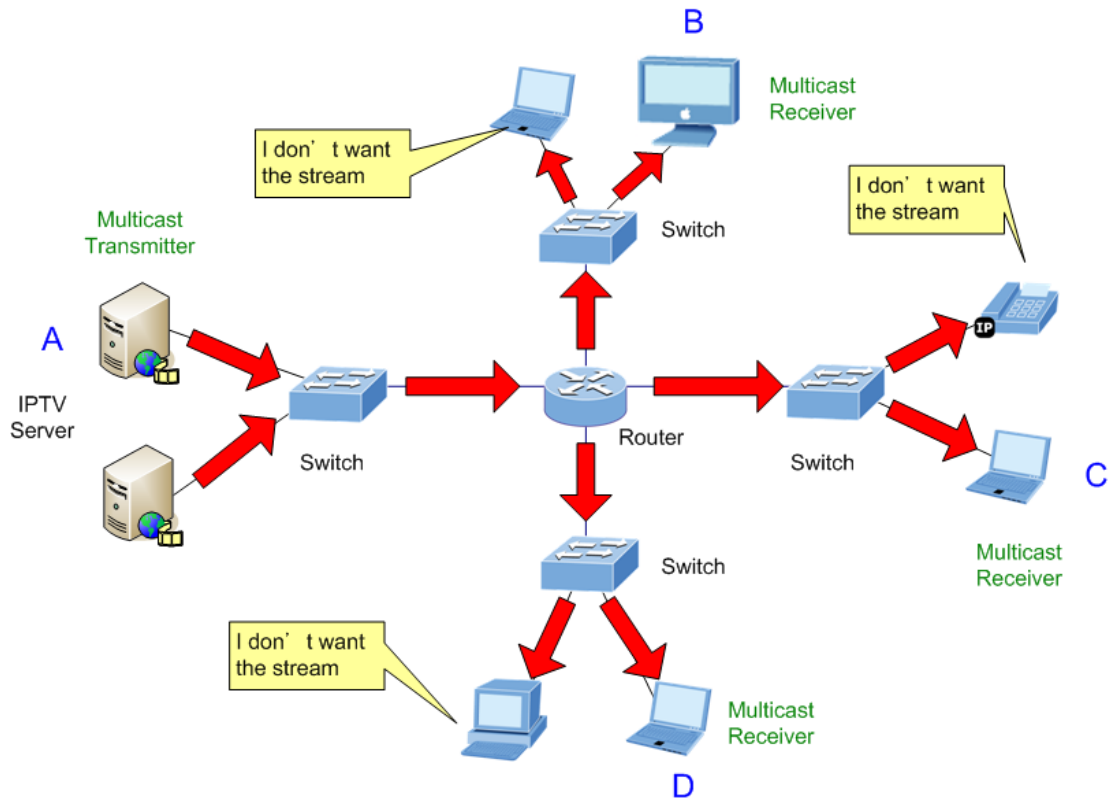 B
Multicast
Receiver
I don' t want
the stream
I don' t want
the stream
Switch
Multicast
Transmitter
A
IP
IPTV
Server
Switch
Router
Switch
C
Multicast
Receiver
Switch
I don' t want
the stream
Multicast
Receiver
D